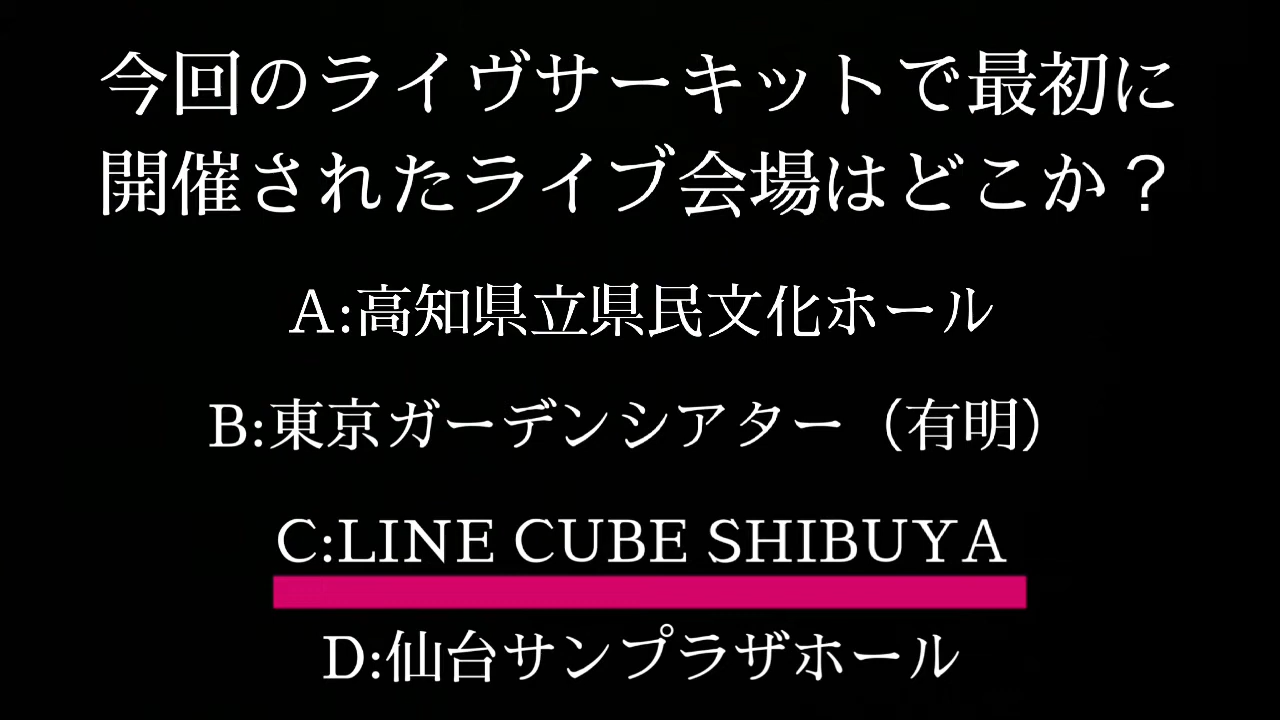 今回のライヴサーキットで最初に
開催されたライブ会場はどこか？
A:高知県立県民文化ホール
B:東京ガーデンシアター（有明）
C:LINE CUBE SHIBUYA
D:仙台サンプラザホール